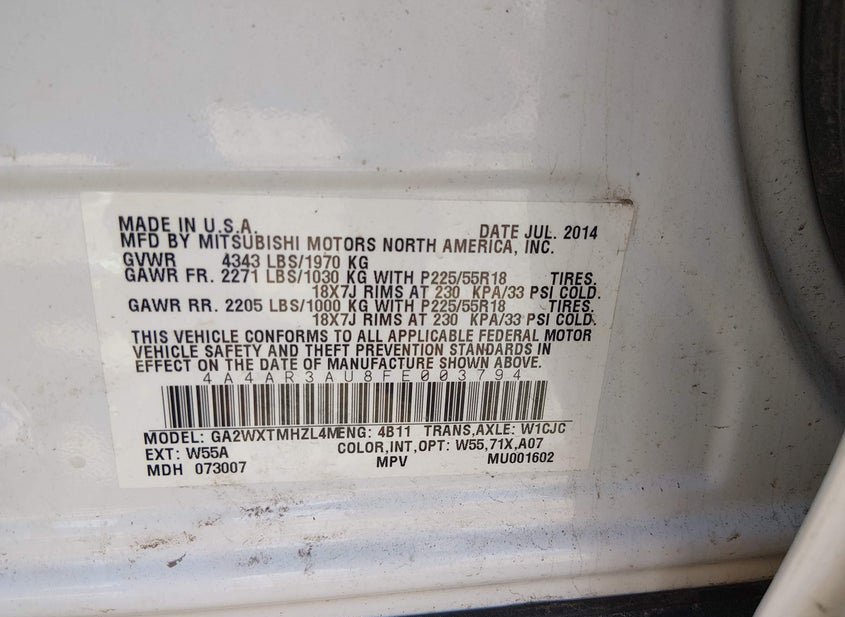 MADE IN U.S.A. DATE JUL. 2014
MFD BY MITSUBISHI MOTORS NORTH AMERICA, INC.
GVWR 4343 LBS/1970 KG
GAWR FR. 2271 LBS/1030 KG WITH P225/55R18 TIRES.
18X7J RIMS AT 230 KPA/33 PSI COLD.
GAWR RR. 2205 LBS/1000 KG WITH P225/55R18 TIRES.
18X7J RIMS AT 230 KPA/33 PSI COLD.
THIS VEHICLE CONFORMS TO ALL APPLICABLE FEDERAL MOTOR
VEHICLE SAFETY AND THEFT PREVENTION STANDARDS IN
EFFECT ON THE DATE OF MANUFACTURE SHOWN ABOVE.
4A4AR3AU8FE003794
MODEL: GA2WXTMHZL4M ENG: 4B11 TRANS,AXLE: W1CJC
EXT: W55A COLOR,INT,OPT: W55,71X,A07
MDH 073007 MPV MU001602